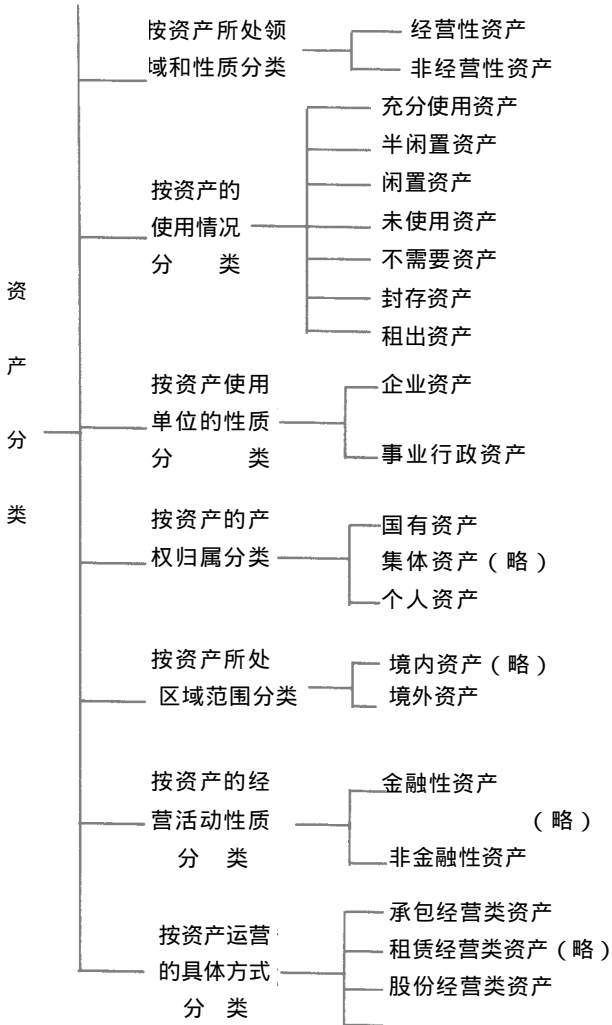 资
产
分
类
按资产所处领
域和性质分类
经营性资产
非经营性资产
按资产的
使用情况
分 类
充分使用资产
半闲置资产
闲置资产
未使用资产
不需要资产
封存资产
租出资产
按资产使用
单位的性质
分 类
企业资产
事业行政资产
按资产的产
权归属分类
国有资产
集体资产（略）
个人资产
按资产所处
区域范围分类
境内资产（略）
境外资产
按资产的经
营活动性质
分 类
金融性资产
（略）
非金融性资产
按资产运营
的具体方式
分 类
承包经营类资产
租赁经营类资产（略）
股份经营类资产